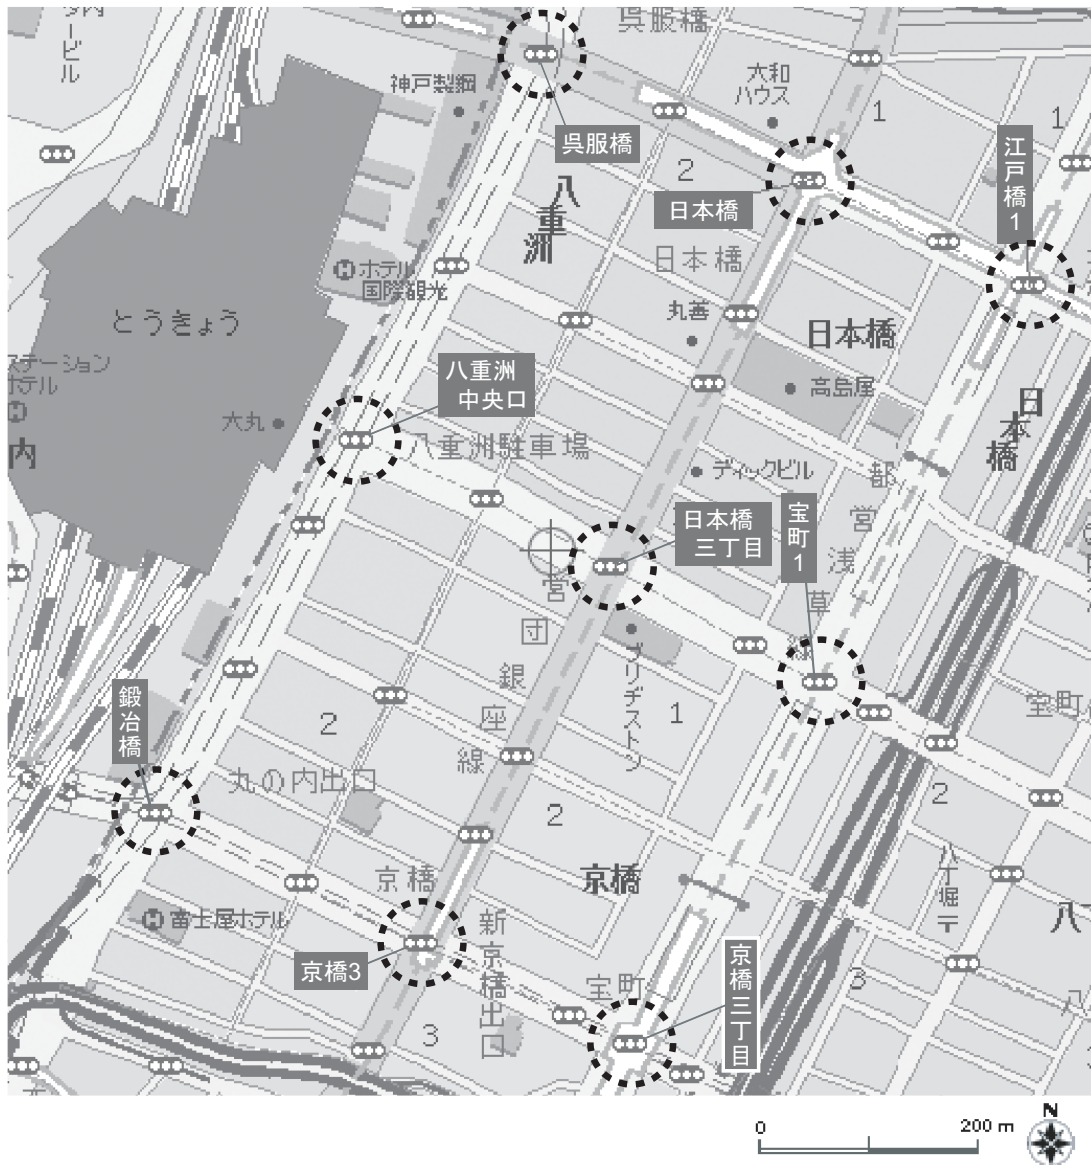 内
タービル
神戸製鋼
呉服橋
呉服橋
大和
ハウス
1
1
江戸橋1
2
日本橋
八重洲
日本橋
ホテル
国際観光
丸善
日本橋
高島屋
とうきょう
ステーション
ホテル
大丸
内
八重洲
中央口
八重洲駐車場
日本橋
ディックビル
都営浅草線
日本橋
三丁目
宝町1
営団銀座線
ブリヂストン
1
2
宝町
鍛冶橋
丸の内出口
2
2
京橋
京橋
八丁堀〒
八
富士屋ホテル
京橋3
新京橋出口
宝町
京橋三丁目
3
3
八
0
200 m
N